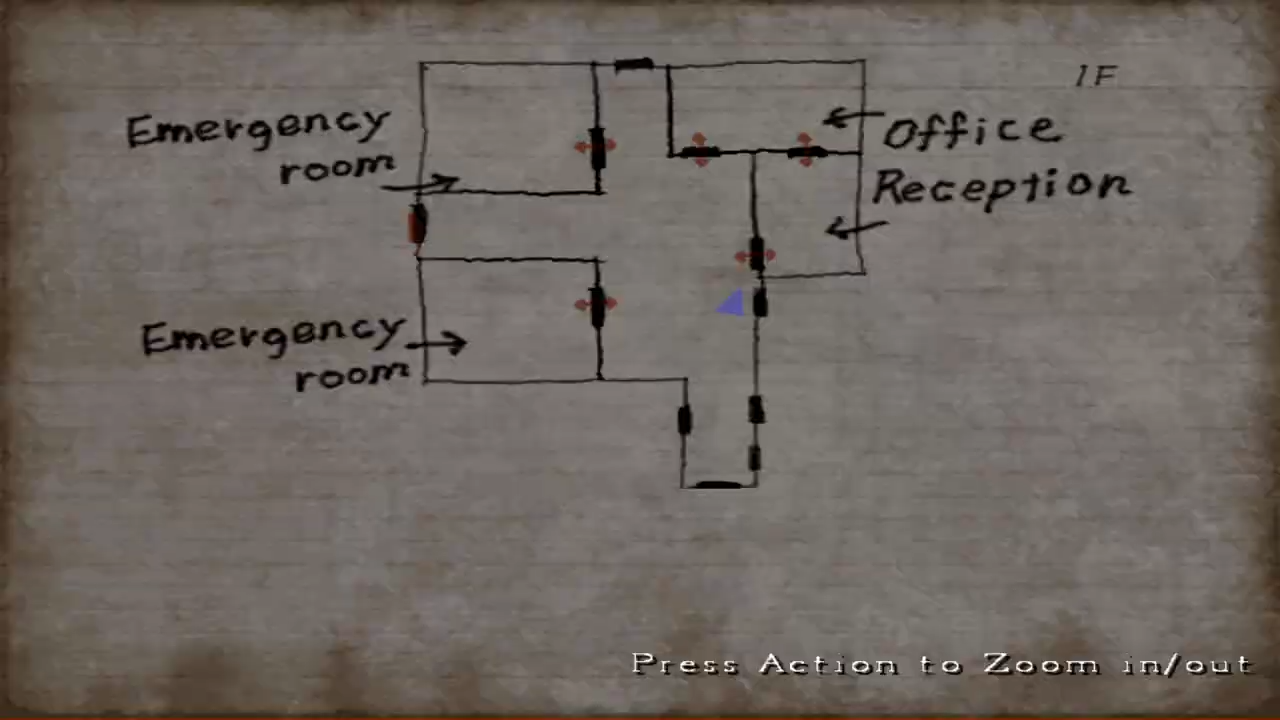 1F
Emergency
room
Office
Reception
Emergency
room
Press Action to Zoom in/out